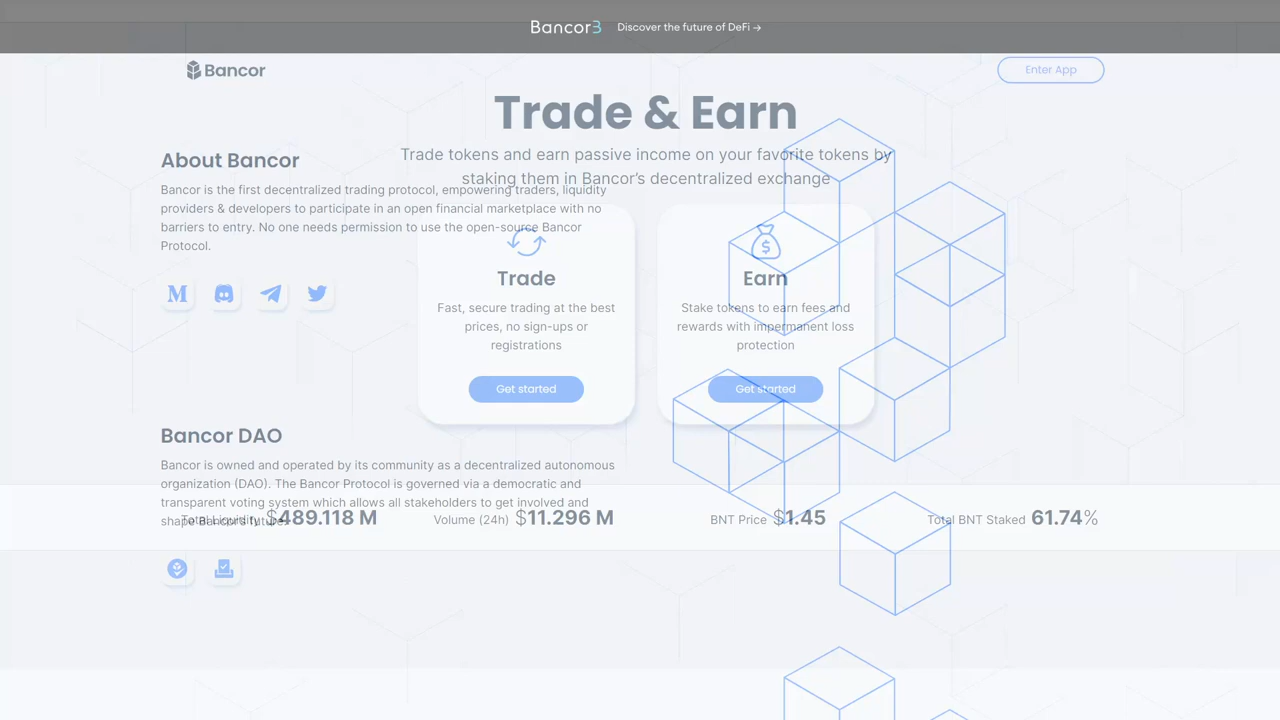 Bancor3 Discover the future of DeFi →
Bancor
Enter App
Trade & Earn
Trade tokens and earn passive income on your favorite tokens by
staking them in Bancor's decentralized exchange
About Bancor
Bancor is the first decentralized trading protocol, empowering traders, liquidity
providers & developers to participate in an open financial marketplace with no
barriers to entry. No one needs permission to use the open-source Bancor
Protocol.
Trade
Fast, secure trading at the best
prices, no sign-ups or
registrations
Get started
Earn
Stake tokens to earn fees and
rewards with impermanent loss
protection
Get started
Bancor DAO
Bancor is owned and operated by its community as a decentralized autonomous
organization (DAO). The Bancor Protocol is governed via a democratic and
transparent voting system which allows all stakeholders to get involved and
shape Bancor's future.
Total Liquidity $489.118 M
Volume (24h) $11.296 M
BNT Price $1.45
Total BNT Staked 61.74%